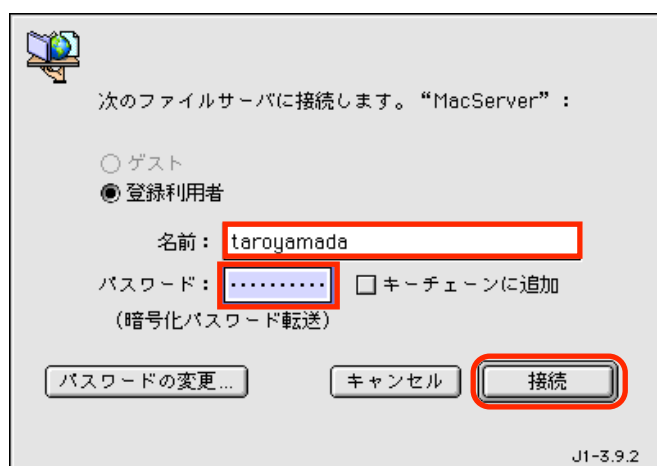 次のファイルサーバに接続します。“MacServer”：
ゲスト
登録利用者
名前： taroyamada
パスワード： •••••••••• キーチェーンに追加
（暗号化パスワード転送）
パスワードの変更... キャンセル 接続
J1-3.9.2